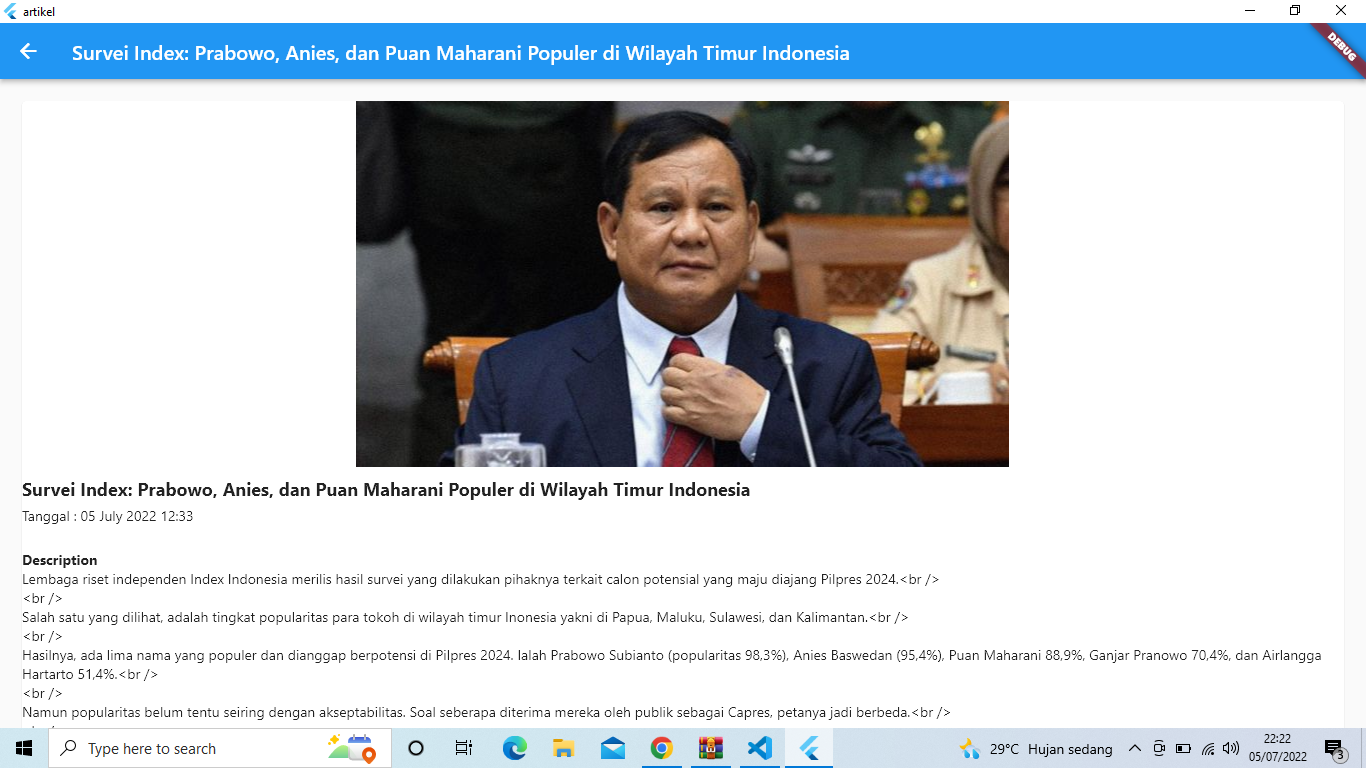 artikel
Survei Index: Prabowo, Anies, dan Puan Maharani Populer di Wilayah Timur Indonesia
DEBUG
Survei Index: Prabowo, Anies, dan Puan Maharani Populer di Wilayah Timur Indonesia
Tanggal : 05 July 2022 12:33
Description
Lembaga riset independen Index Indonesia merilis hasil survei yang dilakukan pihaknya terkait calon potensial yang maju diajang Pilpres 2024.<br />
<br />
Salah satu yang dilihat, adalah tingkat popularitas para tokoh di wilayah timur Inonesia yakni di Papua, Maluku, Sulawesi, dan Kalimantan.<br />
<br />
Hasilnya, ada lima nama yang populer dan dianggap berpotensi di Pilpres 2024. Ialah Prabowo Subianto (popularitas 98,3%), Anies Baswedan (95,4%), Puan Maharani 88,9%, Ganjar Pranowo 70,4%, dan Airlangga
Hartarto 51,4%.<br />
<br />
Namun popularitas belum tentu seiring dengan akseptabilitas. Soal seberapa diterima mereka oleh publik sebagai Capres, petanya jadi berbeda.<br />
Type here to search
29°C Hujan sedang
22:22
05/07/2022
3